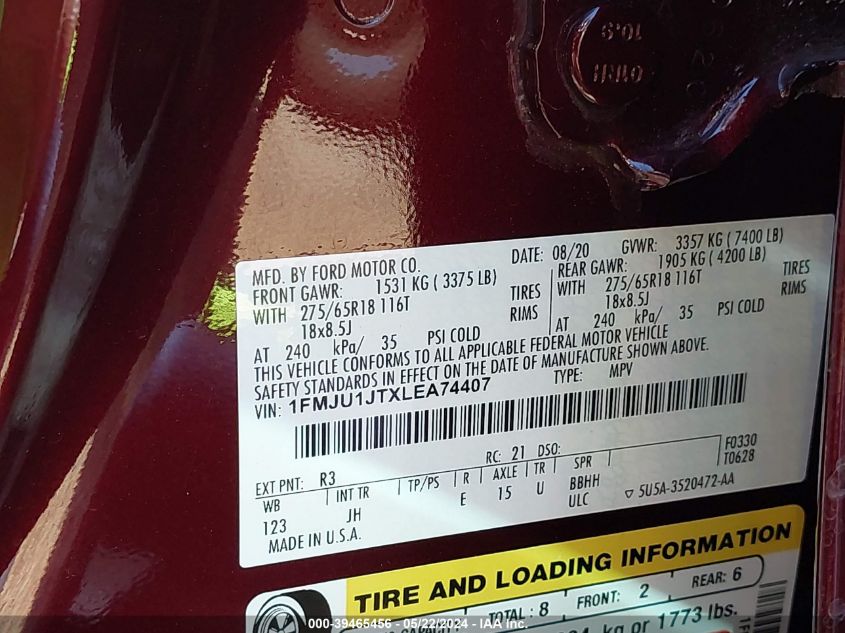 10.9
MFD. BY FORD MOTOR CO. DATE: 08/20 GVWR: 3357 KG ( 7400 LB)
FRONT GAWR: 1531 KG ( 3375 LB) REAR GAWR: 1905 KG ( 4200 LB)
WITH 275/65R18 116T TIRES WITH 275/65R18 116T TIRES
18x8.5J RIMS 18x8.5J RIMS
AT 240 kPa/ 35 PSI COLD AT 240 kPa/ 35 PSI COLD
THIS VEHICLE CONFORMS TO ALL APPLICABLE FEDERAL MOTOR VEHICLE
SAFETY STANDARDS IN EFFECT ON THE DATE OF MANUFACTURE SHOWN ABOVE.
VIN: 1FMJU1JTXLEA74407 TYPE: MPV
EXT PNT: R3 RC: 21 DSO: F0330
WB INT TR TP/PS R AXLE TR SPR T0628
123 JH E 15 U BBHH
ULC ▽ 5U5A-3520472-AA
MADE IN U.S.A.
TIRE AND LOADING INFORMATION
TOTAL : 8 FRONT: 2 REAR: 6
kg or 1773 lbs.
000-39465456 - 05/22/2024 - IAA Inc.